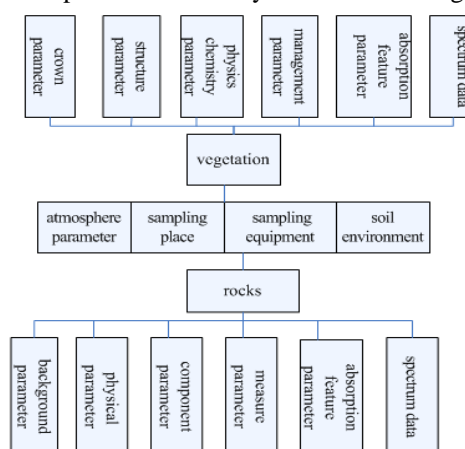 crown
parameter
structure
parameter
physics
chemistry
parameter
management
parameter
absorption
feature
parameter
spectrum data
vegetation
atmosphere
parameter
sampling
place
sampling
equipment
soil
environment
rocks
background
parameter
physical
parameter
component
parameter
measure
parameter
absorption
feature
parameter
spectrum data